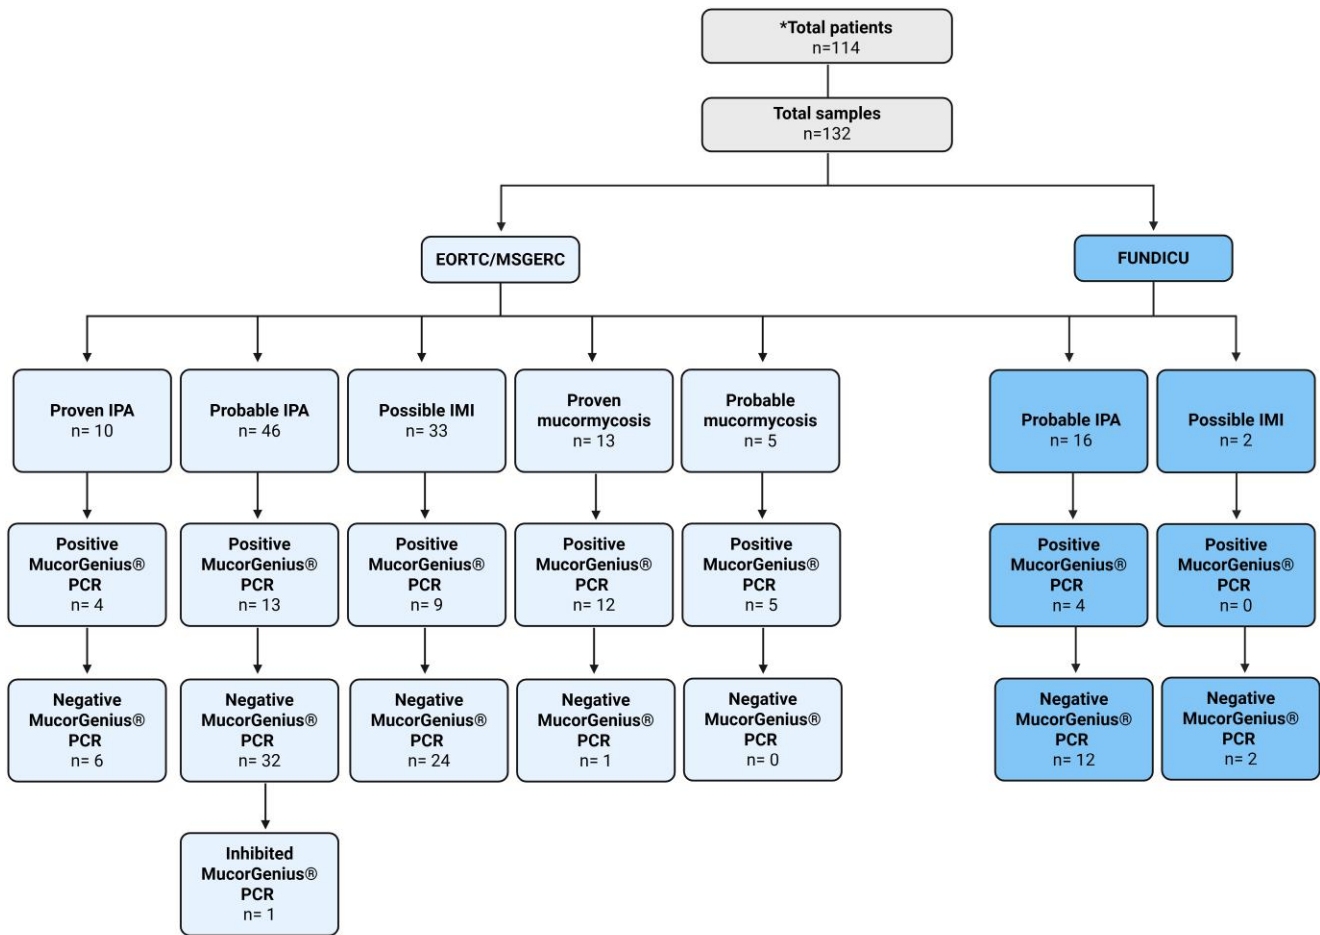 *Total patients
n=114
Total samples
n=132
EORTC/MSGERC
FUNDICU
Proven IPA
n= 10
Probable IPA
n= 46
Possible IMI
n= 33
Proven
mucormycosis
n= 13
Probable
mucormycosis
n= 5
Probable IPA
n= 16
Possible IMI
n= 2
Positive
MucorGenius®
PCR
n= 4
Positive
MucorGenius®
PCR
n= 13
Positive
MucorGenius®
PCR
n= 9
Positive
MucorGenius®
PCR
n= 12
Positive
MucorGenius®
PCR
n= 5
Positive
MucorGenius®
PCR
n= 4
Positive
MucorGenius®
PCR
n= 0
Negative
MucorGenius®
PCR
n= 6
Negative
MucorGenius®
PCR
n= 32
Negative
MucorGenius®
PCR
n= 24
Negative
MucorGenius®
PCR
n= 1
Negative
MucorGenius®
PCR
n= 0
Negative
MucorGenius®
PCR
n= 12
Negative
MucorGenius®
PCR
n= 2
Inhibited
MucorGenius®
PCR
n= 1